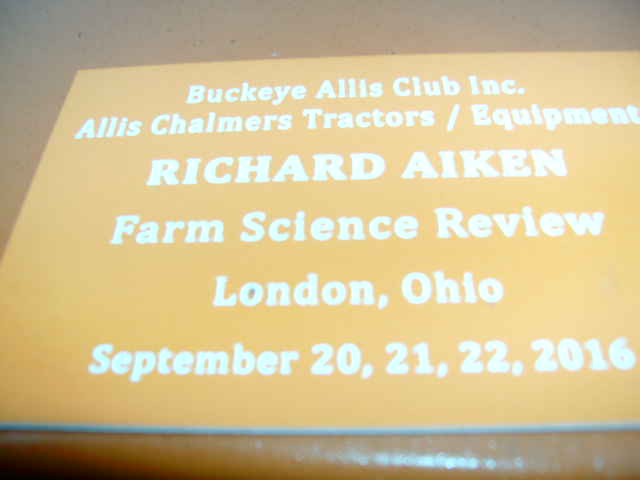 Buckeye Allis Club Inc.
Allis Chalmers Tractors / Equipment
RICHARD AIKEN
Farm Science Review
London, Ohio
September 20, 21, 22, 2016